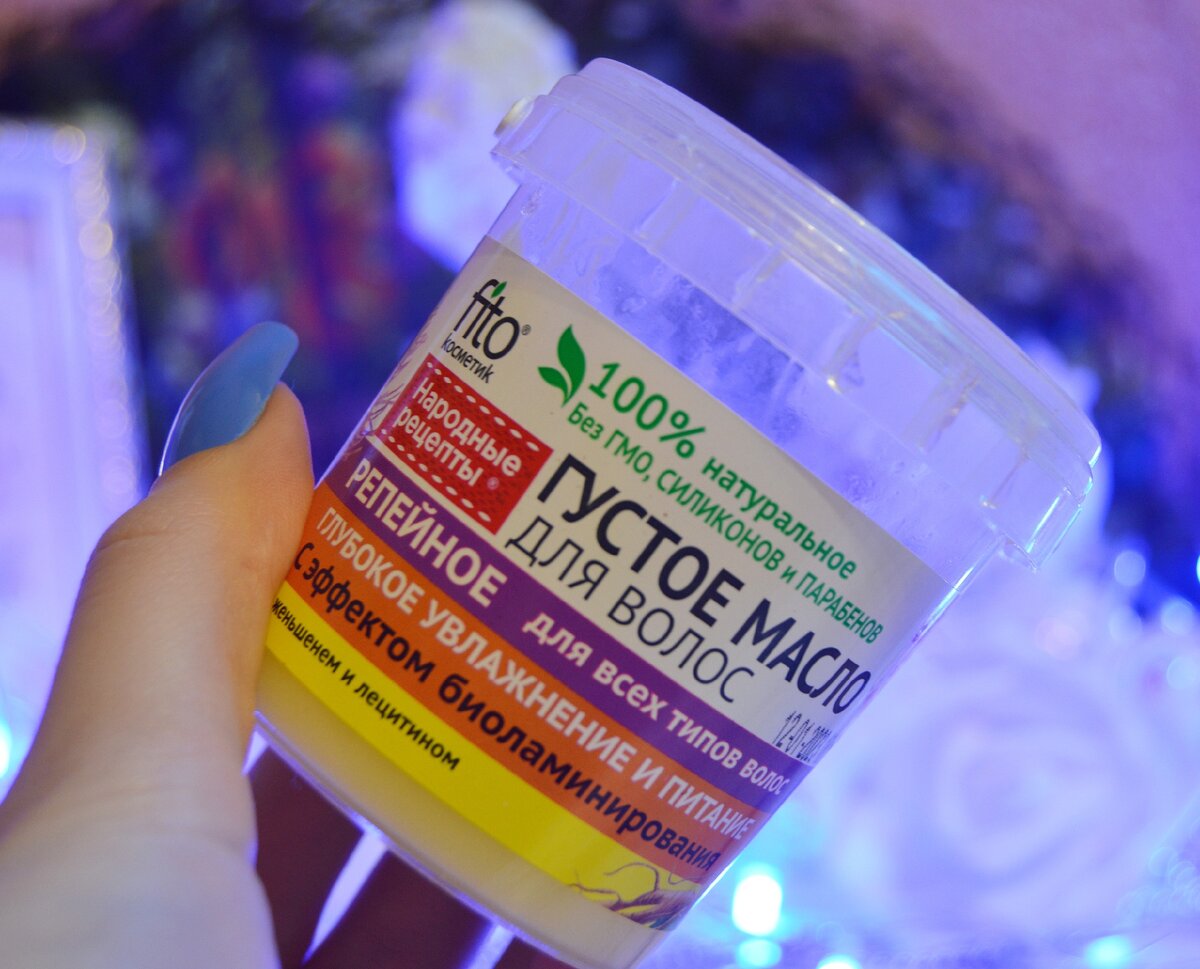 fito®
косметик
100% натуральное
Без ГМО, СИЛИКОНОВ и ПАРАБЕНОВ
Народные
рецепты®
ГУСТОЕ МАСЛО
ДЛЯ ВОЛОС
РЕПЕЙНОЕ для всех типов волос
ГЛУБОКОЕ УВЛАЖНЕНИЕ И ПИТАНИЕ
С эффектом биоламинирования
и лецитином